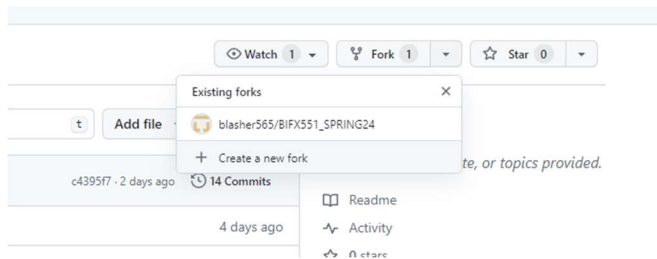 Watch 1
Fork 1
Star 0
Existing forks
t
Add file
blasher565/BIFX551_SPRING24
Create a new fork
te, or topics provided.
c4395f7 · 2 days ago
14 Commits
Readme
4 days ago
Activity
0 stars